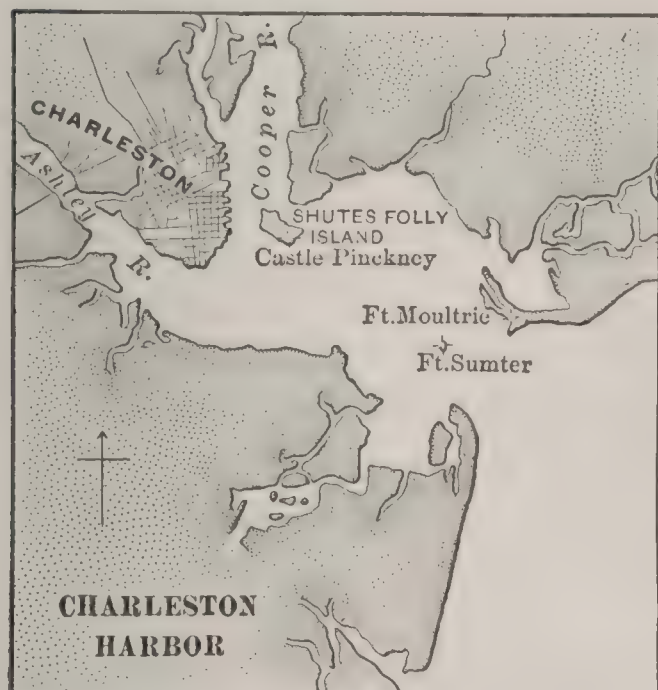 Cooper R.
CHARLESTON
Ashley R.
SHUTES FOLLY
ISLAND
Castle Pinckney
Ft. Moultrie
Ft. Sumter
CHARLESTON
HARBOR